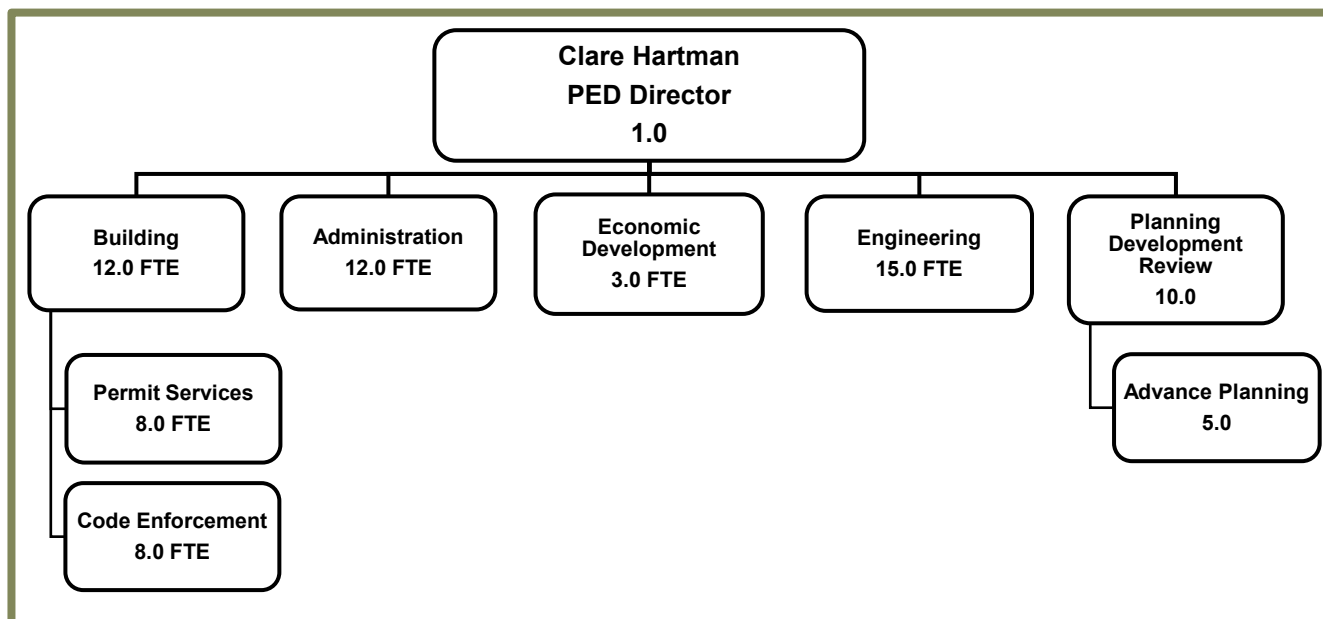 Clare Hartman
PED Director
1.0
Building
12.0 FTE
Administration
12.0 FTE
Economic
Development
3.0 FTE
Engineering
15.0 FTE
Planning
Development
Review
10.0
Permit Services
8.0 FTE
Advance Planning
5.0
Code Enforcement
8.0 FTE